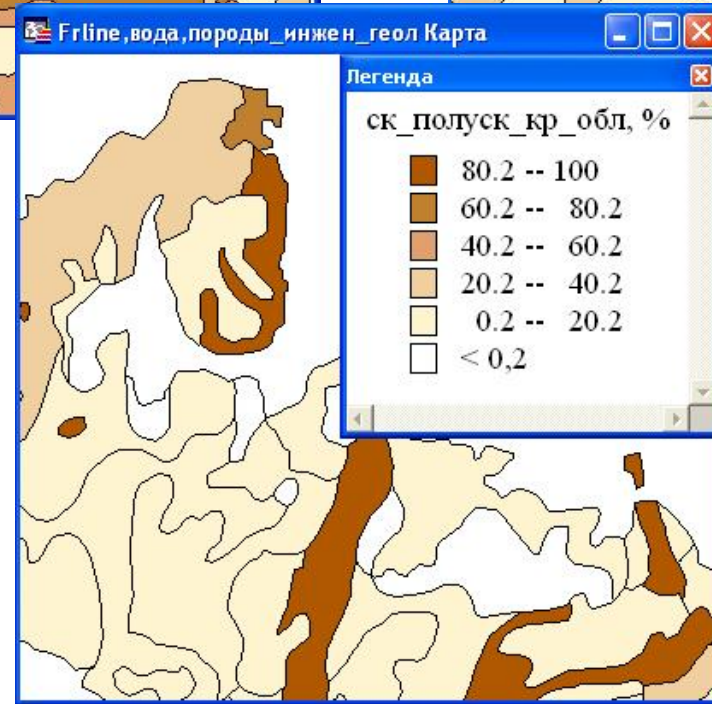 Frline,вода,породы_инжен_геол Карта
Легенда
ск_полуск_кр_обл, %
80.2 -- 100
60.2 -- 80.2
40.2 -- 60.2
20.2 -- 40.2
0.2 -- 20.2
< 0,2